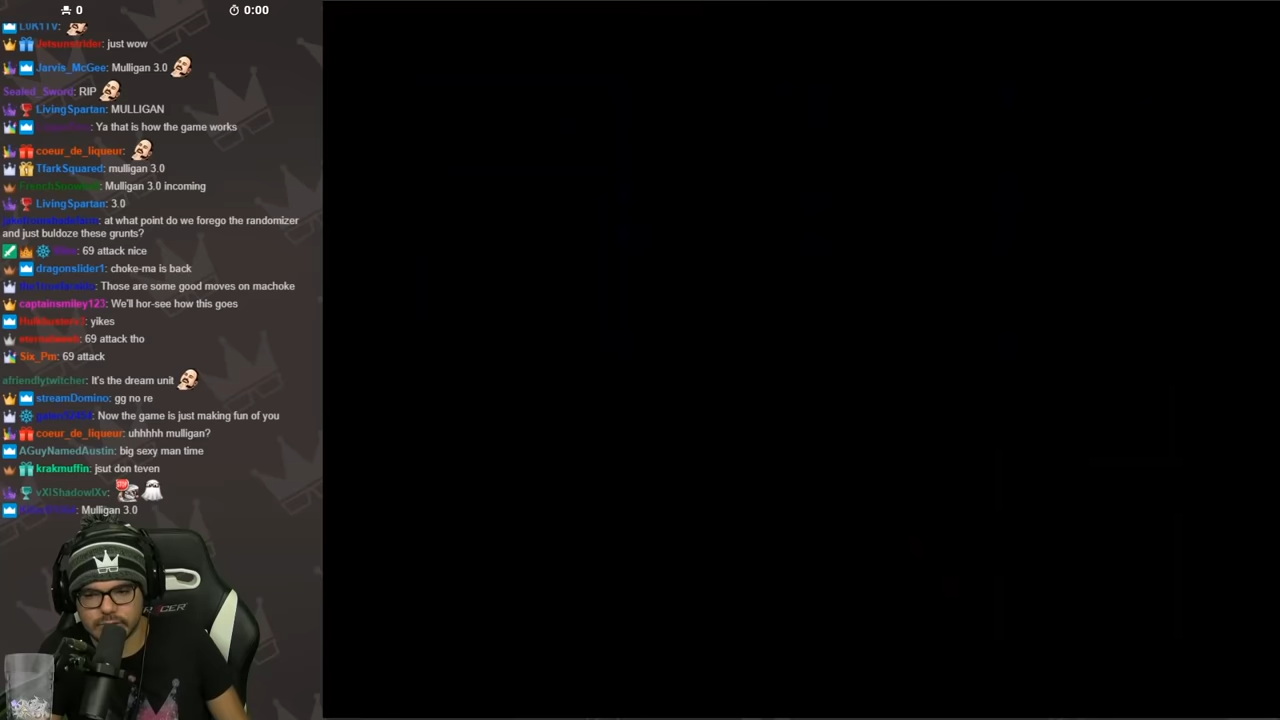 0 0:00
L0K1TV:
Jetsunstrider: just wow
Jarvis_McGee: Mulligan 3.0
Sealed_Sword: RIP
LivingSpartan: MULLIGAN
: Ya that is how the game works
coeur_de_liqueur:
TfarkSquared: mulligan 3.0
: Mulligan 3.0 incoming
LivingSpartan: 3.0
: at what point do we forego the randomizer
and just buldoze these grunts?
: 69 attack nice
dragonslider1: choke-ma is back
: Those are some good moves on machoke
captainsmiley123: We'll hor-see how this goes
: yikes
: 69 attack tho
Six_Pm: 69 attack
afriendlytwitcher: It's the dream unit
streamDomino: gg no re
: Now the game is just making fun of you
coeur_de_liqueur: uhhhhh mulligan?
AGuyNamedAustin: big sexy man time
krakmuffin: jsut don teven
vXIShadowIXv:
: Mulligan 3.0